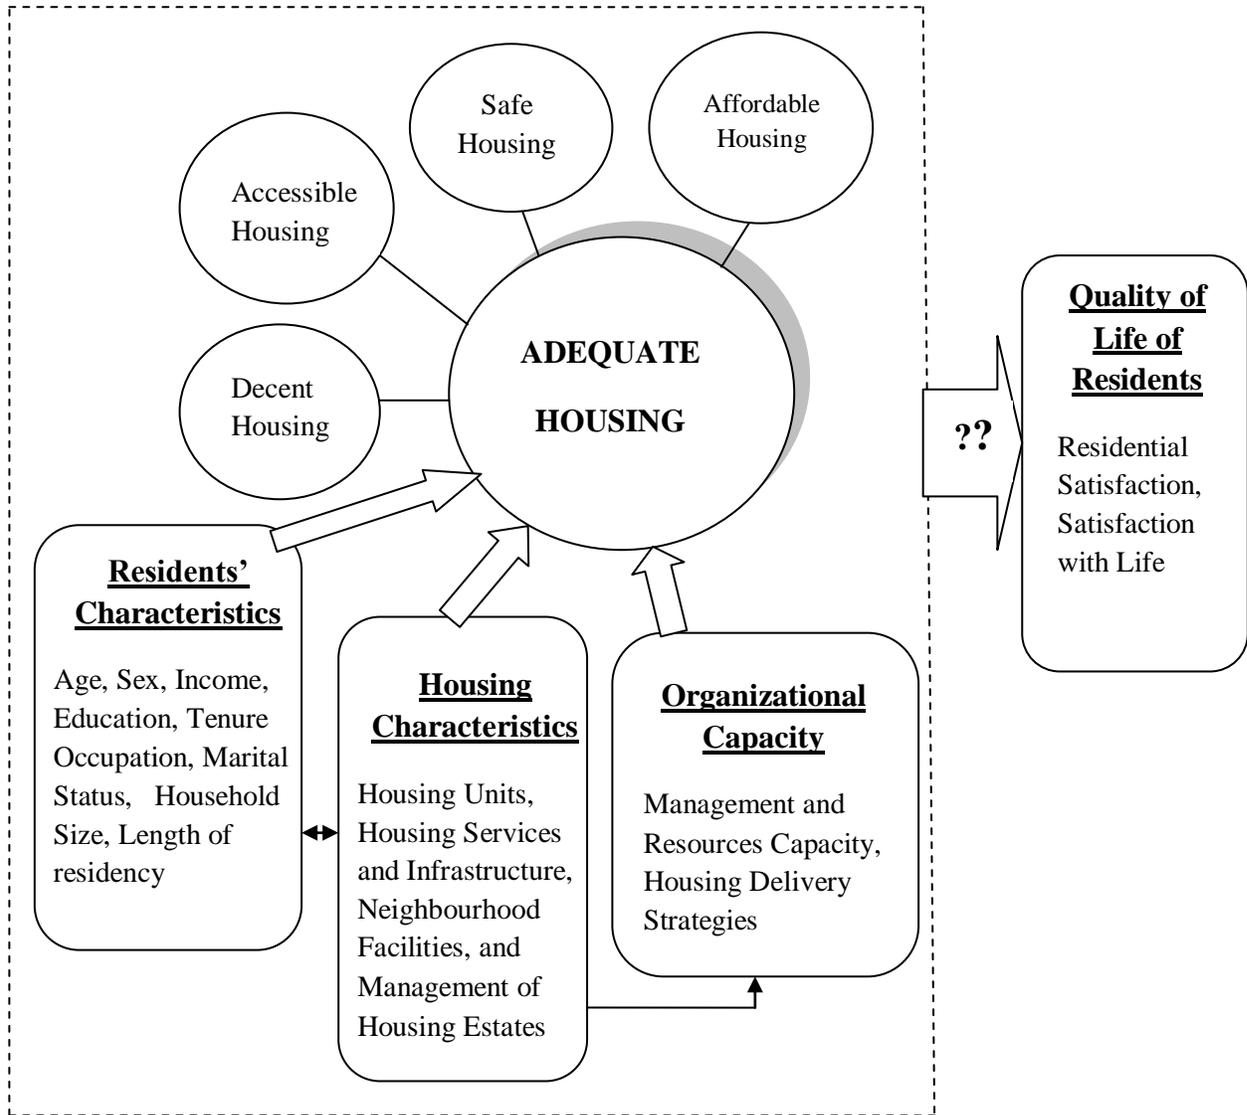 Safe
Housing
Affordable
Housing
Accessible
Housing
Decent
Housing
ADEQUATE
HOUSING
??
Quality of
Life of
Residents
Residential
Satisfaction,
Satisfaction
with Life
Residents’
Characteristics
Age, Sex, Income,
Education, Tenure
Occupation, Marital
Status, Household
Size, Length of
residency
Housing
Characteristics
Housing Units,
Housing Services
and Infrastructure,
Neighbourhood
Facilities, and
Management of
Housing Estates
Organizational
Capacity
Management and
Resources Capacity,
Housing Delivery
Strategies